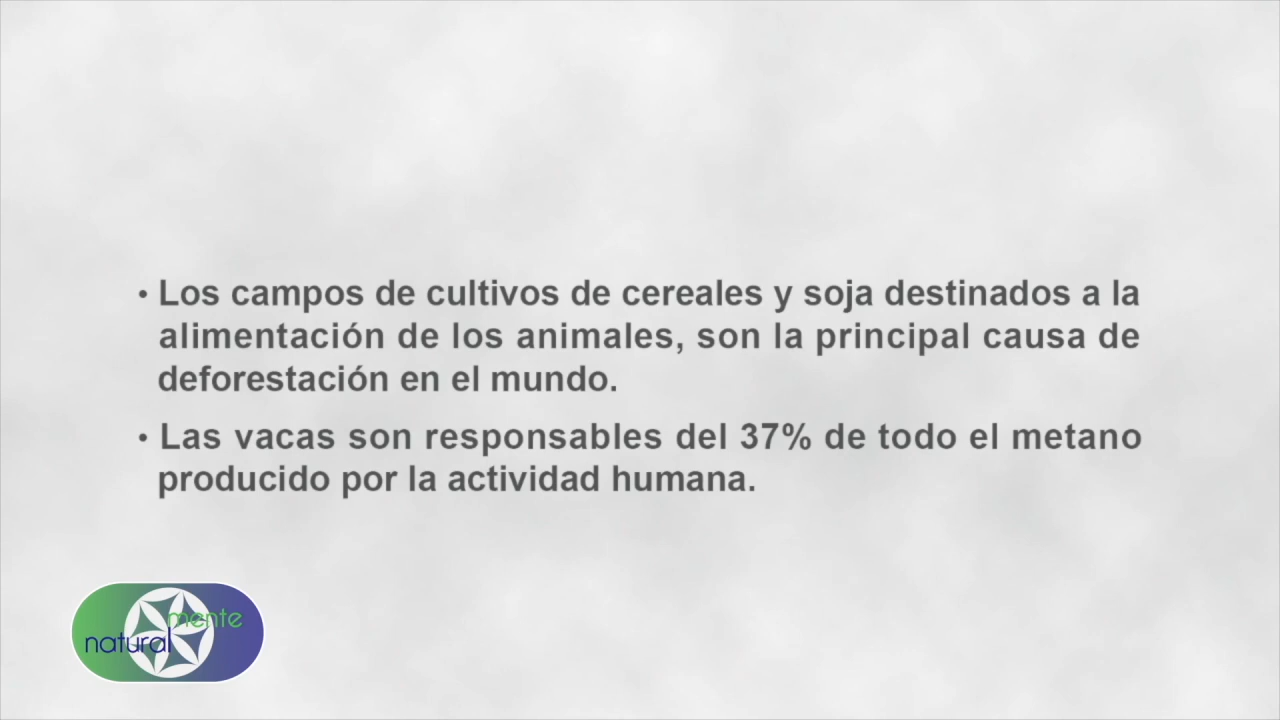 • Los campos de cultivos de cereales y soja destinados a la
alimentación de los animales, son la principal causa de
deforestación en el mundo.
• Las vacas son responsables del 37% de todo el metano
producido por la actividad humana.
natural
mente